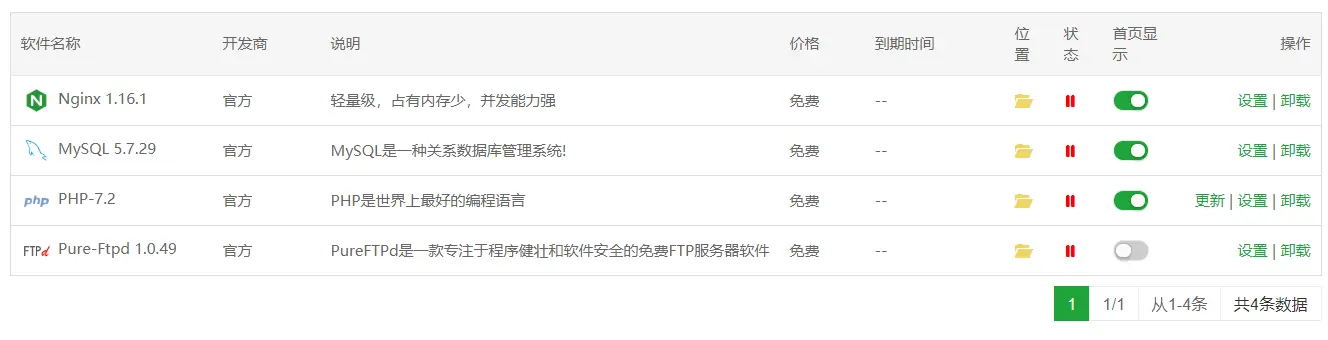 软件名称 开发商 说明 价格 到期时间 位置 状态 首页显示 操作
Nginx 1.16.1 官方 轻量级，占有内存少，并发能力强 免费 -- 设置 | 卸载
MySQL 5.7.29 官方 MySQL是一种关系数据库管理系统! 免费 -- 设置 | 卸载
php PHP-7.2 官方 PHP是世界上最好的编程语言 免费 -- 更新 | 设置 | 卸载
FTPd Pure-Ftpd 1.0.49 官方 PureFTPd是一款专注于程序健壮和软件安全的免费FTP服务器软件 免费 -- 设置 | 卸载
1 1/1 从1-4条 共4条数据